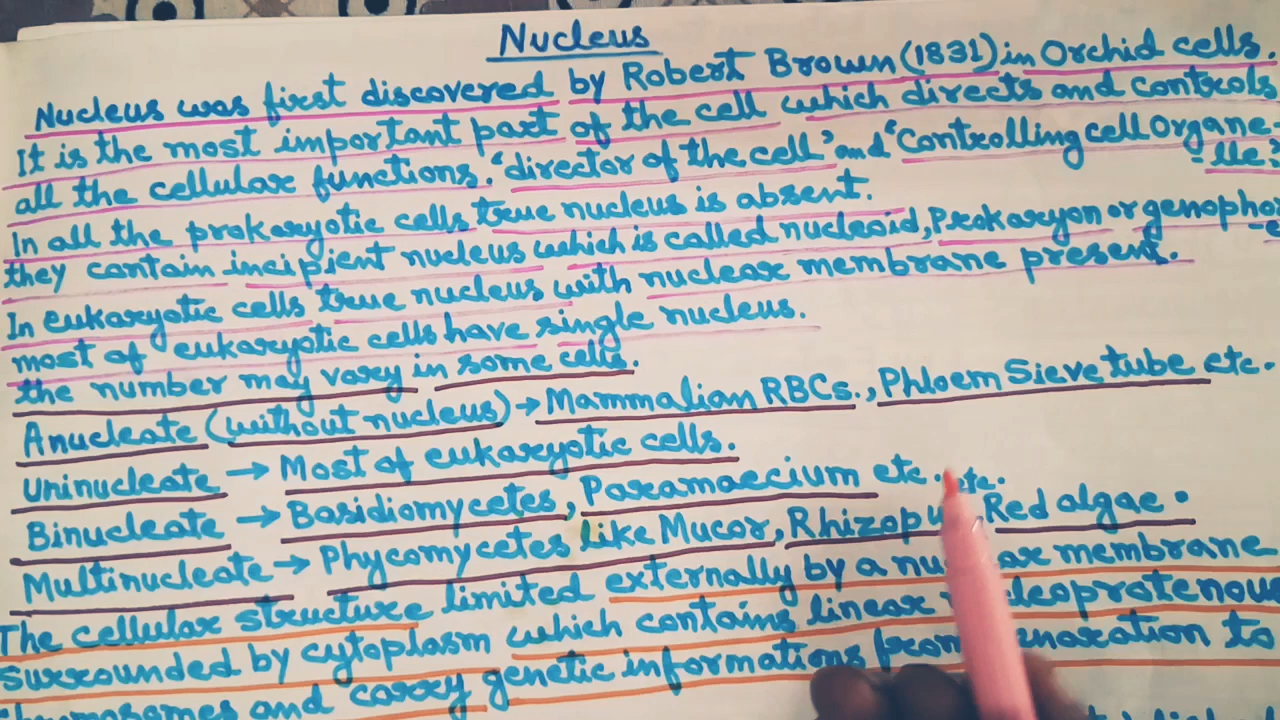 Nucleus
Nucleus was first discovered by Robert Brown (1831) in Orchid cells.
It is the most important part of the cell which directs and controls
all the cellular functions. 'director of the cell' and 'Controlling cell Organe-
-lle'
In all the prokaryotic cells true nucleus is absent.
they contain incipient nucleus which is called nucleoid, Prokaryon or genopho
In eukaryotic cells true nucleus with nuclear membrane present.
most of eukaryotic cells have single nucleus.
the number may vary in some cells.
Anucleate (without nucleus) → Mammalian RBCs., Phloem Sieve tube etc.
Uninucleate → Most of eukaryotic cells.
Binucleate → Basidiomycetes, Paramaecium etc. etc.
Multinucleate → Phycomycetes like Mucor, Rhizopu Red algae.
The cellular structure limited externally by a nu membrane
surrounded by cytoplasm which contains linear leoprotenous
and carry genetic informations from to